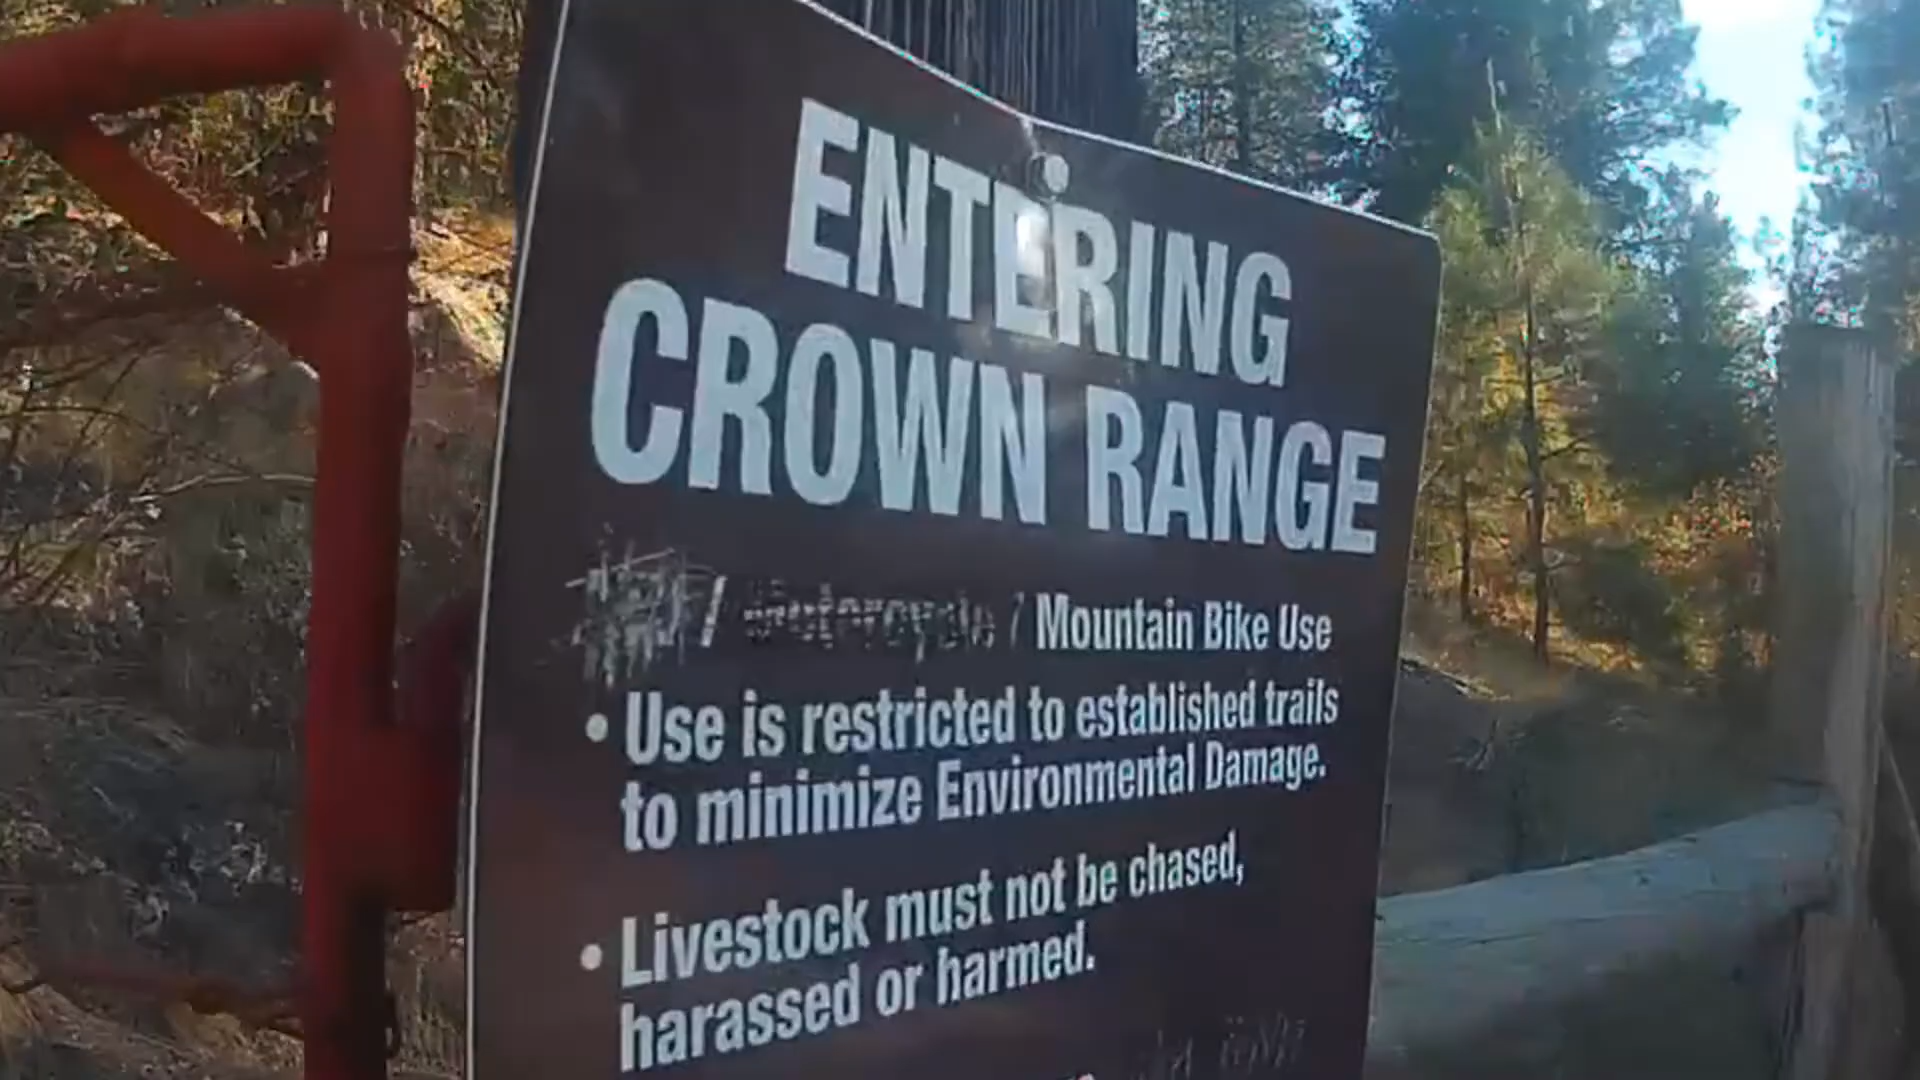 ENTERING
CROWN RANGE
/ Motorcycle / Mountain Bike Use
• Use is restricted to established trails
to minimize Environmental Damage.
• Livestock must not be chased,
harassed or harmed.